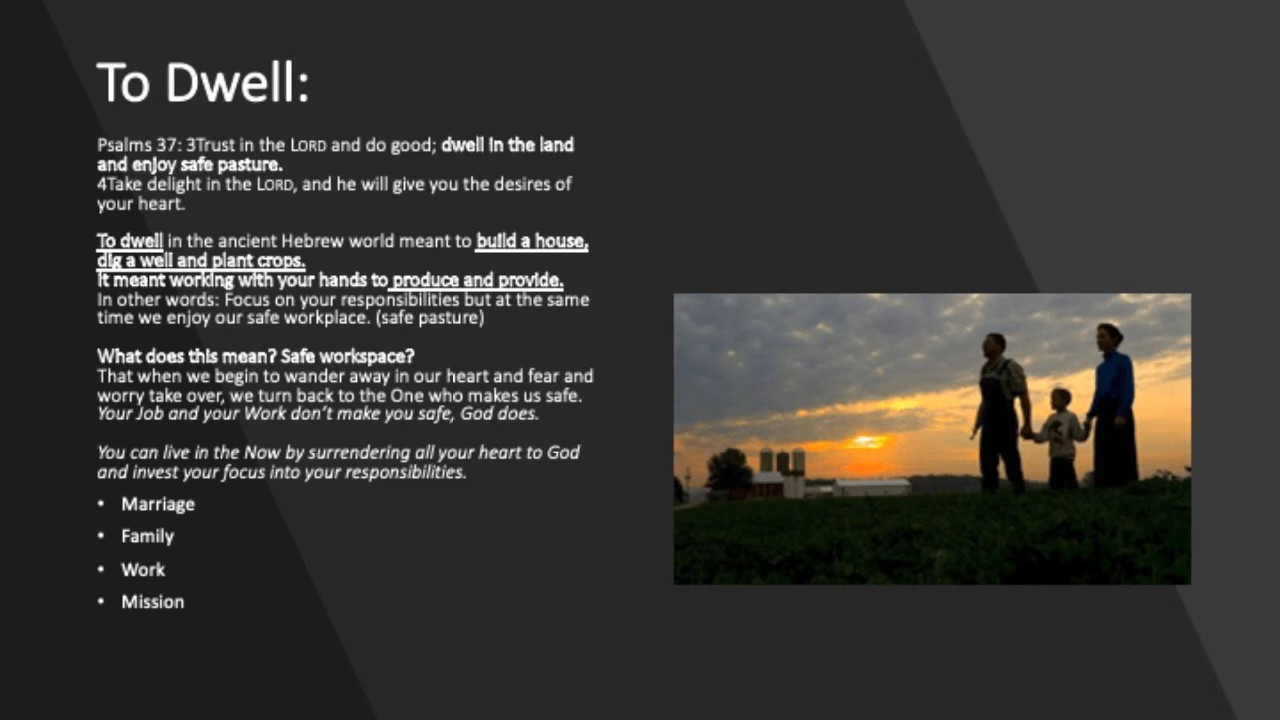 To Dwell:
Psalms 37: 3Trust in the LORD and do good; dwell in the land
and enjoy safe pasture.
4Take delight in the LORD, and he will give you the desires of
your heart.
To dwell in the ancient Hebrew world meant to build a house,
dig a well and plant crops.
It meant working with your hands to produce and provide.
In other words: Focus on your responsibilities but at the same
time we enjoy our safe workplace. (safe pasture)
What does this mean? Safe workspace?
That when we begin to wander away in our heart and fear and
worry take over, we turn back to the One who makes us safe.
Your Job and your Work don’t make you safe, God does.
You can live in the Now by surrendering all your heart to God
and invest your focus into your responsibilities.
• Marriage
• Family
• Work
• Mission